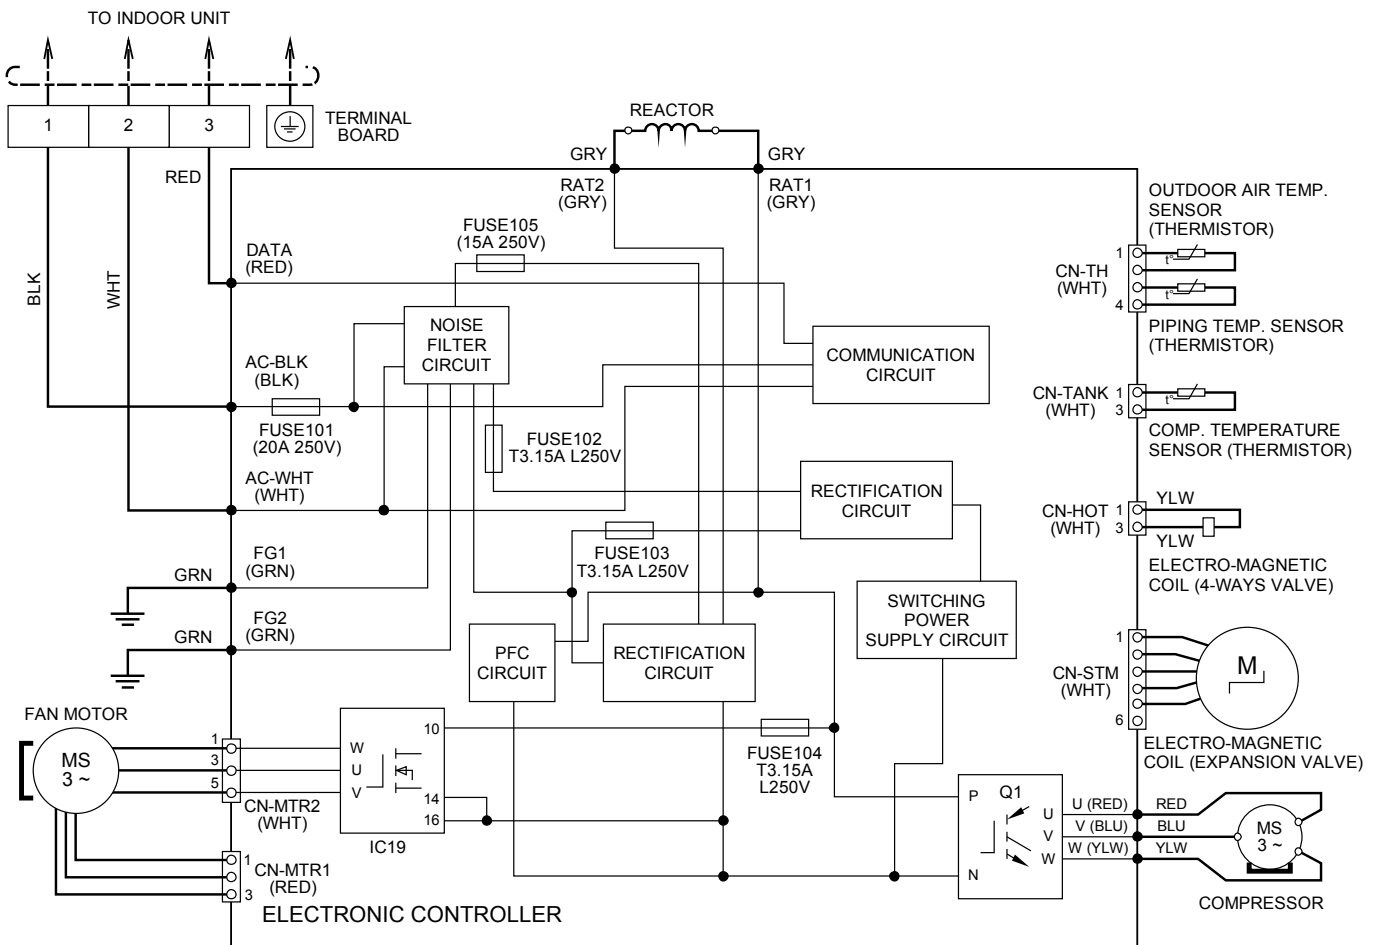 TO INDOOR UNIT
1
2
3
TERMINAL
BOARD
REACTOR
GRY
GRY
RED
RAT2
(GRY)
RAT1
(GRY)
OUTDOOR AIR TEMP.
SENSOR
(THERMISTOR)
FUSE105
(15A 250V)
DATA
(RED)
BLK
WHT
1
t°
CN-TH
(WHT)
t°
4
NOISE
FILTER
CIRCUIT
PIPING TEMP. SENSOR
(THERMISTOR)
COMMUNICATION
CIRCUIT
AC-BLK
(BLK)
CN-TANK
(WHT)
1
3
t°
FUSE101
(20A 250V)
FUSE102
T3.15A L250V
COMP. TEMPERATURE
SENSOR (THERMISTOR)
AC-WHT
(WHT)
RECTIFICATION
CIRCUIT
CN-HOT
(WHT)
1
3
YLW
YLW
FUSE103
T3.15A L250V
FG1
(GRN)
GRN
ELECTRO-MAGNETIC
COIL (4-WAYS VALVE)
SWITCHING
POWER
SUPPLY CIRCUIT
FG2
(GRN)
GRN
PFC
CIRCUIT
RECTIFICATION
CIRCUIT
1
CN-STM
(WHT)
6
M
FAN MOTOR
MS
3 ~
1
3
5
W
U
V
10
14
16
IC19
FUSE104
T3.15A
L250V
ELECTRO-MAGNETIC
COIL (EXPANSION VALVE)
CN-MTR2
(WHT)
P
Q1
U
V
W
N
U (RED)
V (BLU)
W (YLW)
RED
BLU
YLW
MS
3 ~
1
CN-MTR1
(RED)
3
COMPRESSOR
ELECTRONIC CONTROLLER